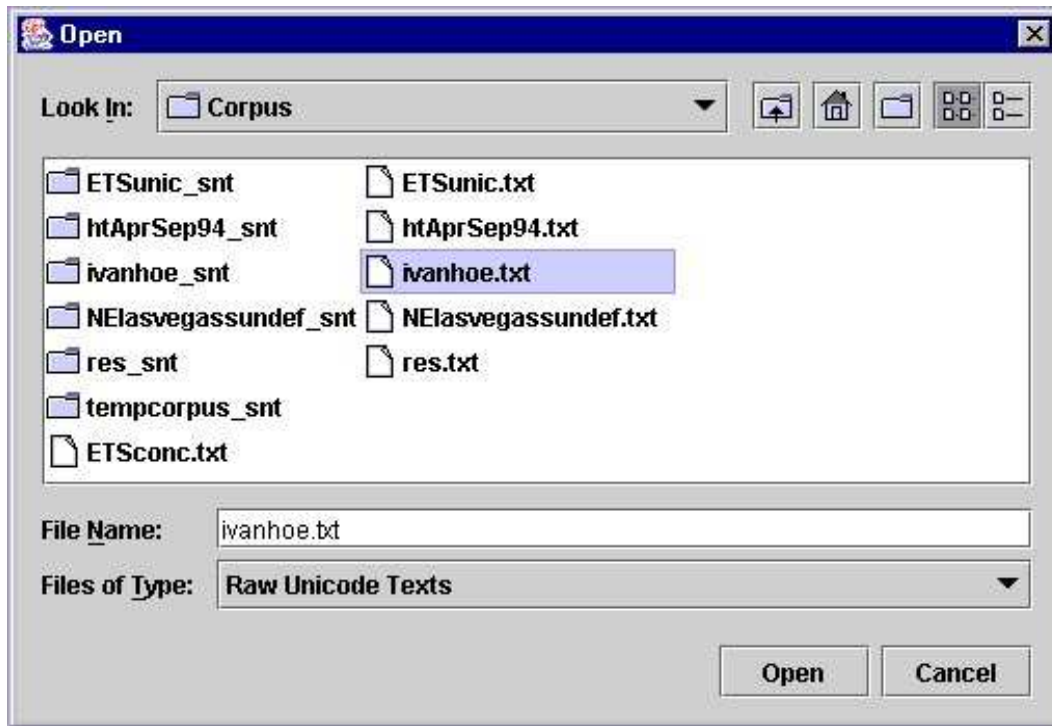 Open
Look In: Corpus
ETSunic_snt ETSunic.txt
htAprSep94_snt htAprSep94.txt
ivanhoe_snt ivanhoe.txt
NElasvegassundef_snt NElasvegassundef.txt
res_snt res.txt
tempcorpus_snt
ETSconc.txt
File Name: ivanhoe.txt
Files of Type: Raw Unicode Texts
Open Cancel